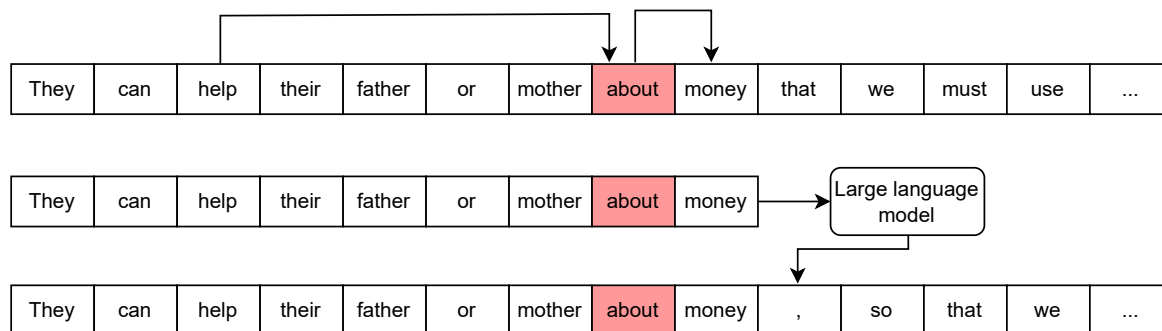 They can help their father or mother about money that we must use ...
They can help their father or mother about money
Large language
model
They can help their father or mother about money , so that we ...